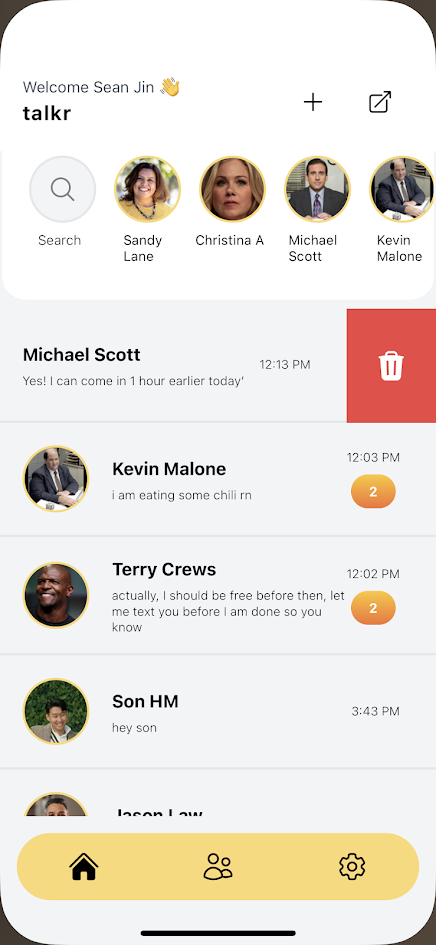 Welcome Sean Jin 👋
talkr
Search
Sandy
Lane
Christina A
Michael
Scott
Kevin
Malone
Michael Scott
12:13 PM
Yes! I can come in 1 hour earlier today’
12:03 PM
Kevin Malone
i am eating some chili rn
2
Terry Crews
12:02 PM
actually, I should be free before then, let
me text you before I am done so you
know
2
Son HM
3:43 PM
hey son
Jason Law